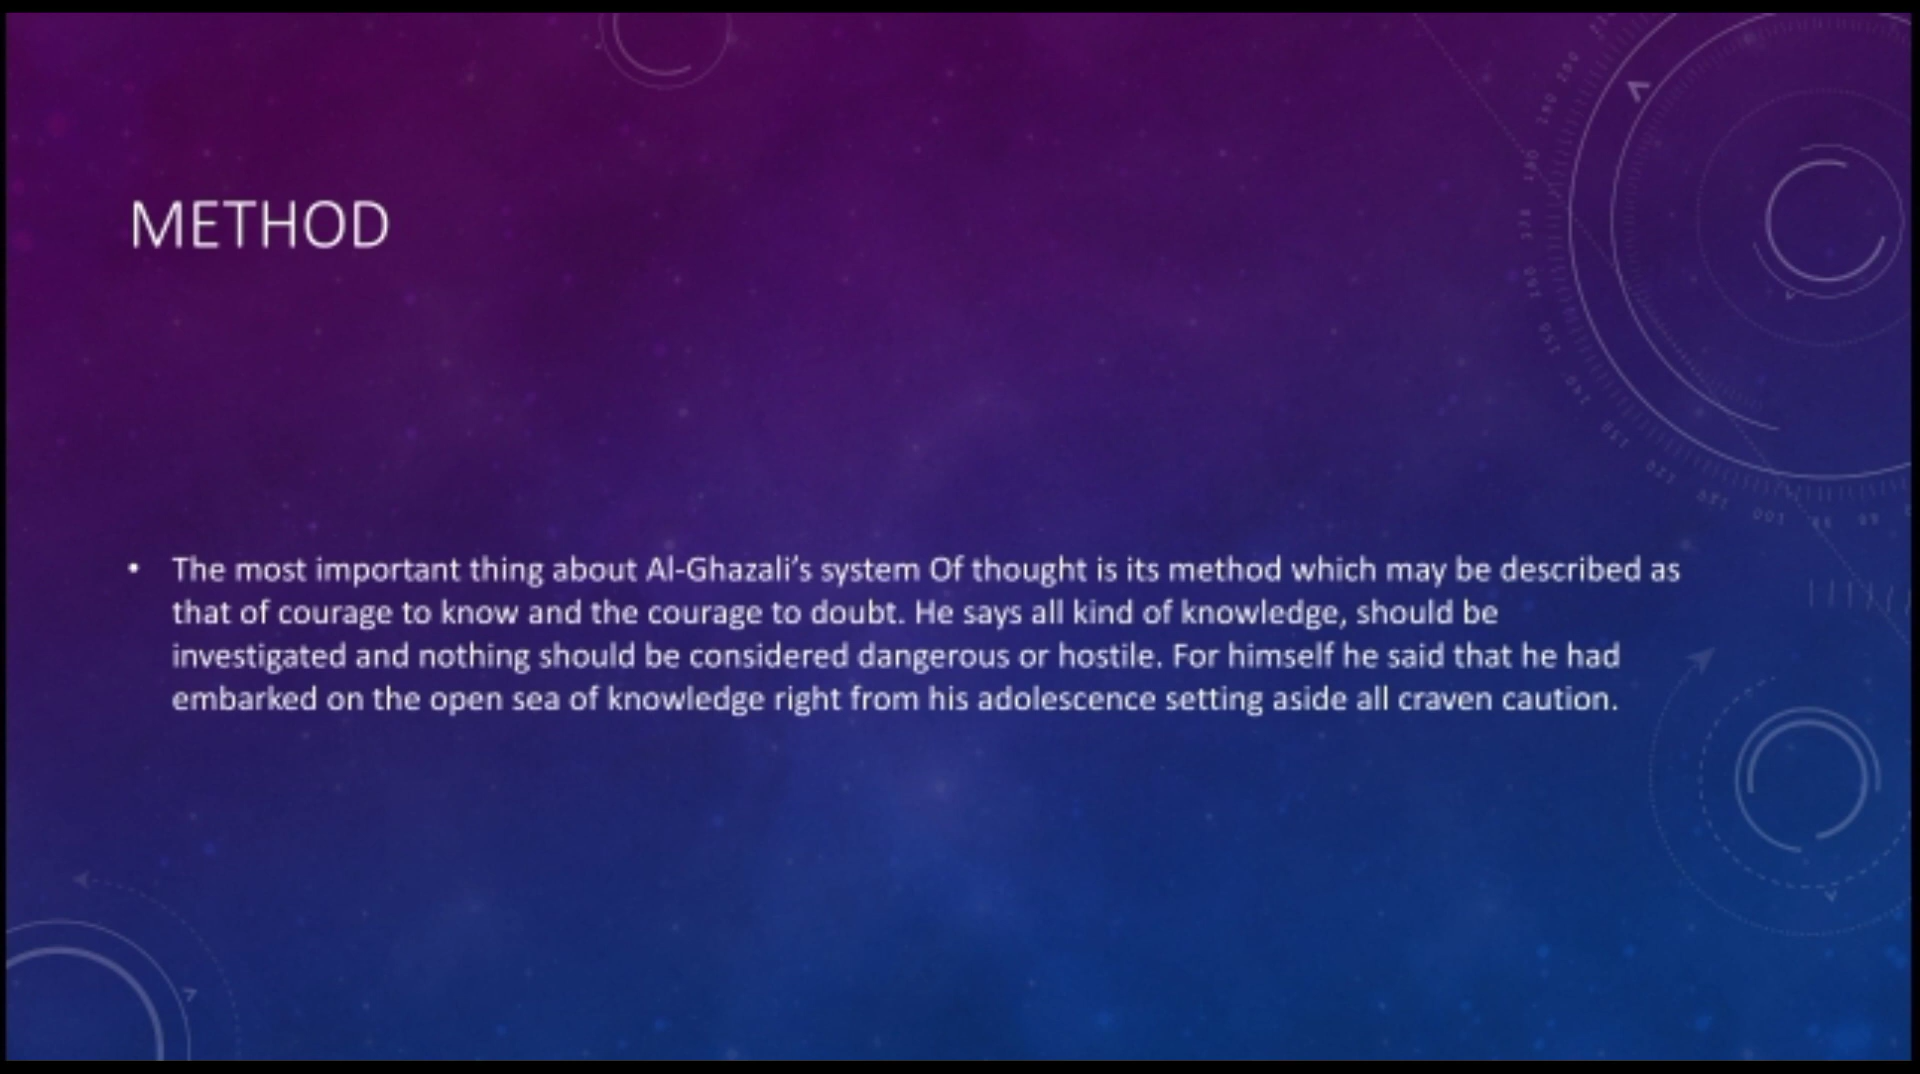 METHOD
• The most important thing about Al-Ghazali’s system Of thought is its method which may be described as
that of courage to know and the courage to doubt. He says all kind of knowledge, should be
investigated and nothing should be considered dangerous or hostile. For himself he said that he had
embarked on the open sea of knowledge right from his adolescence setting aside all craven caution.